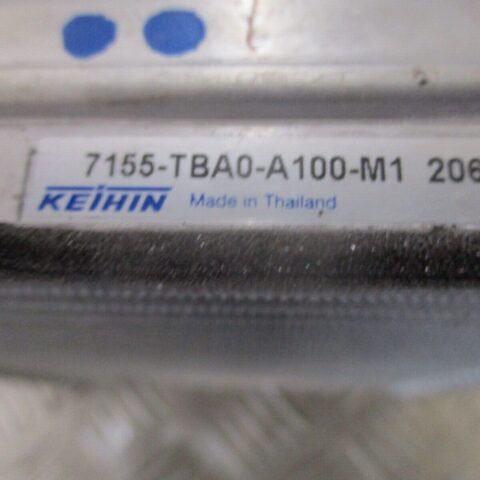 7155-TBA0-A100-M1 206
KEIHIN Made in Thailand